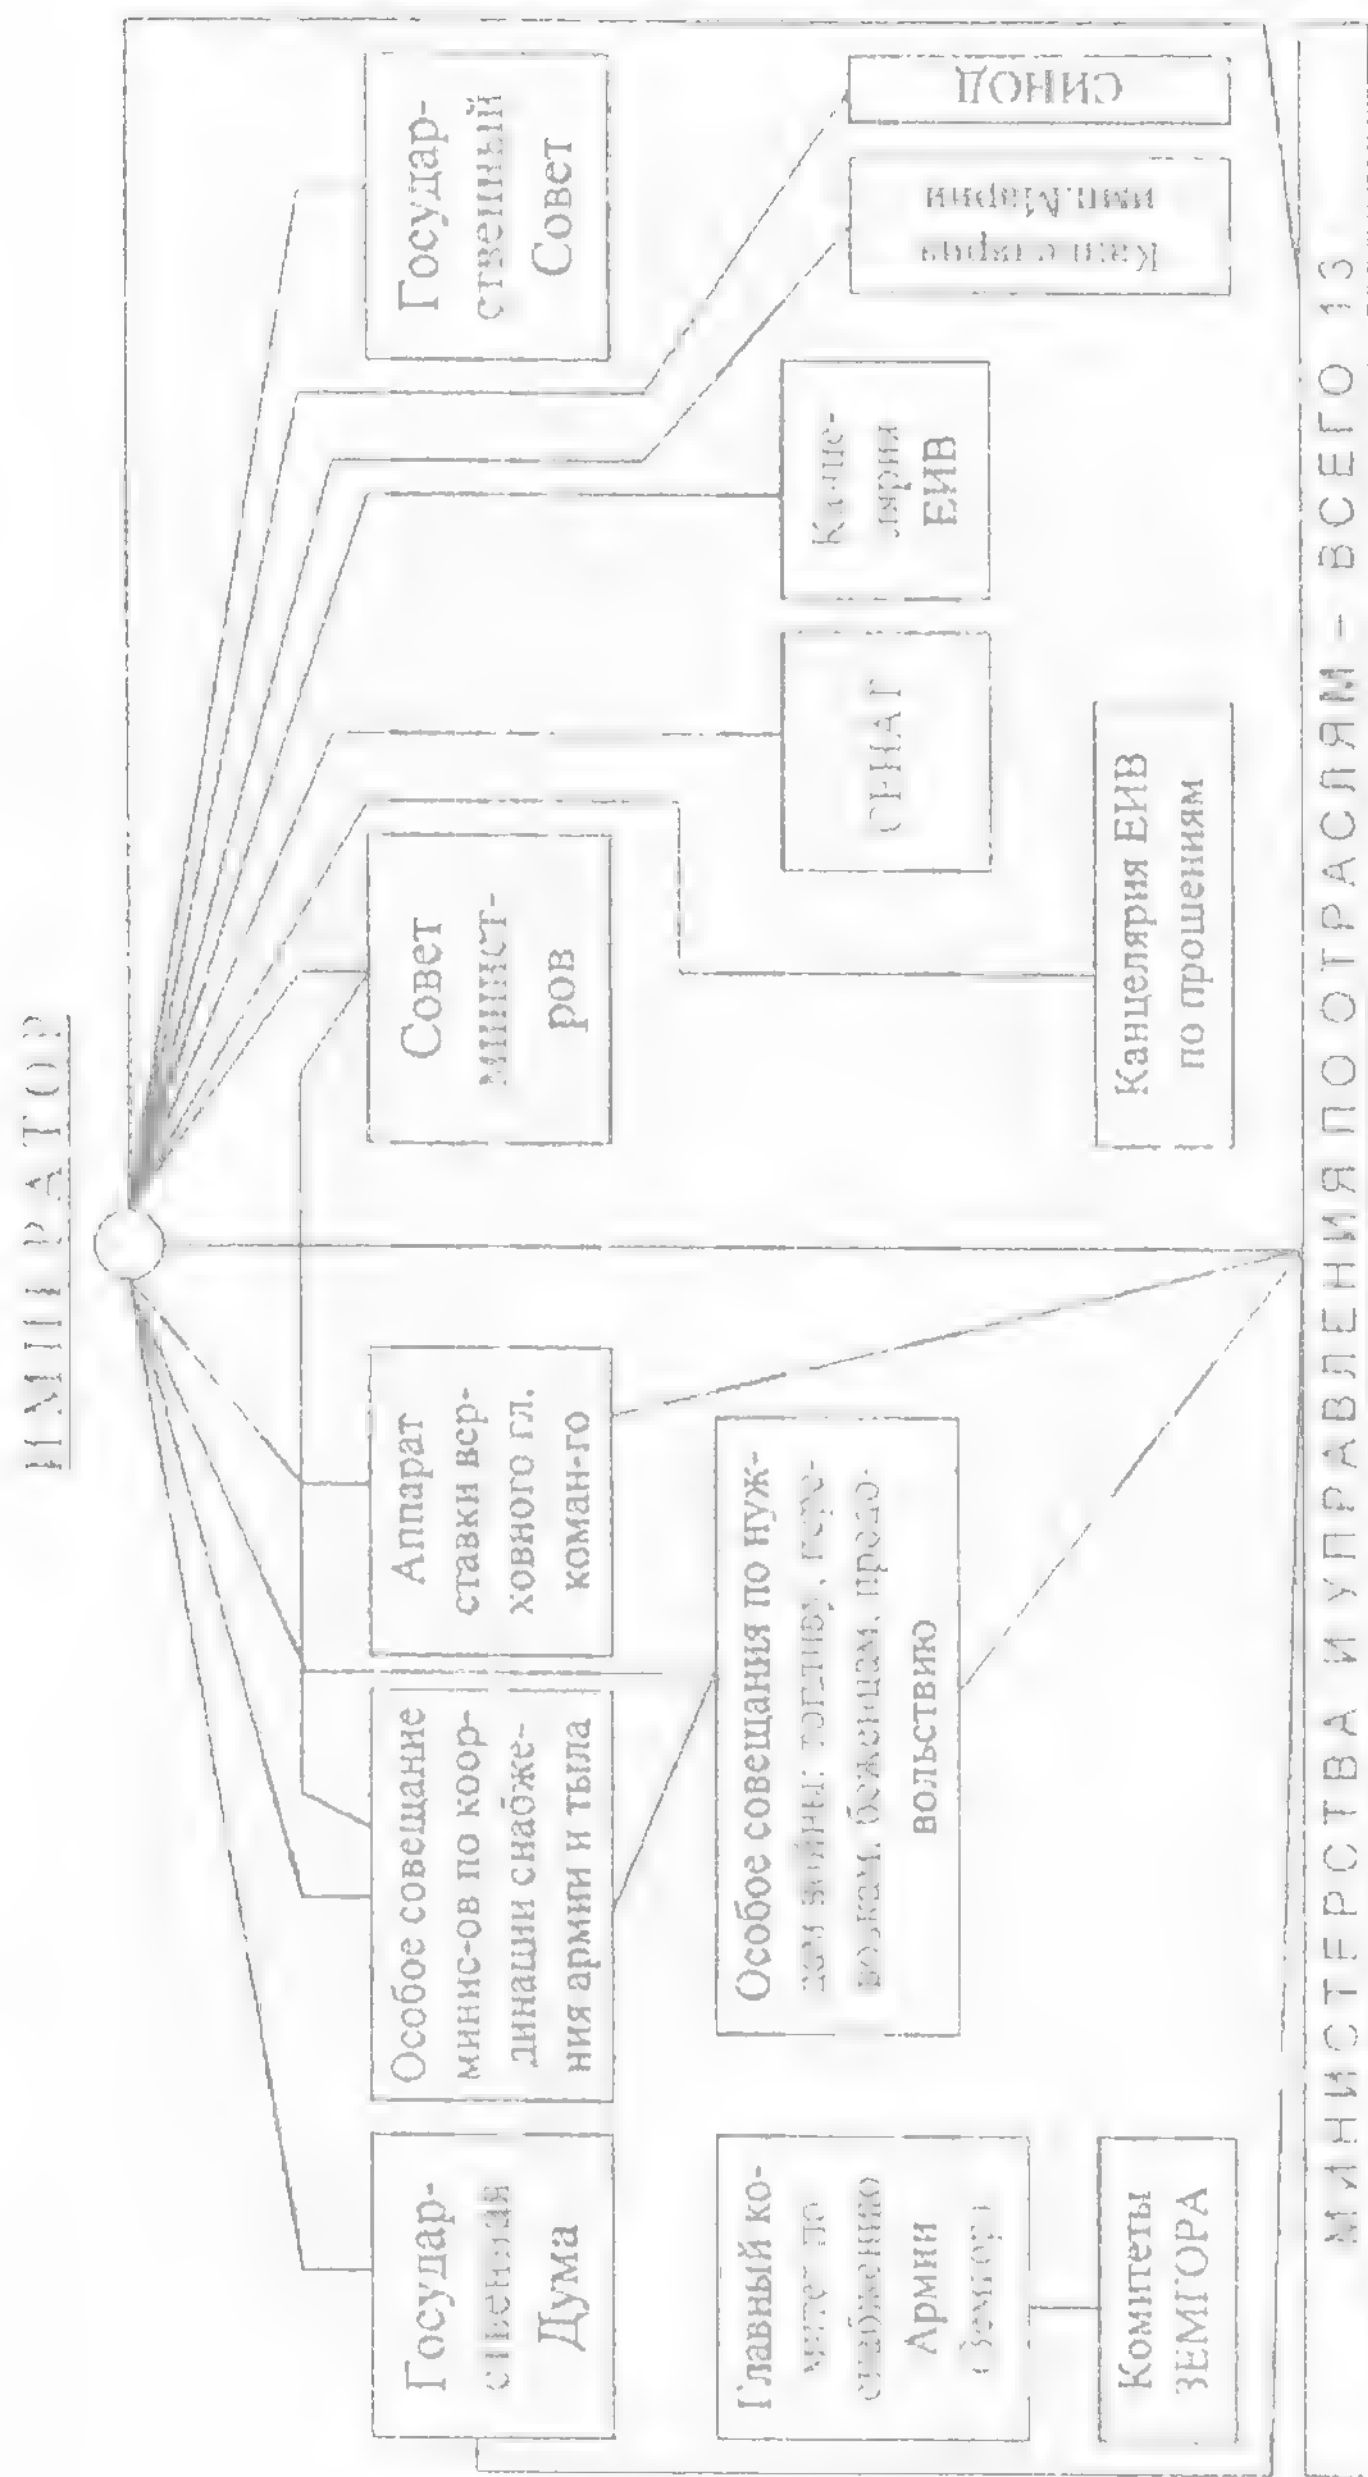 ИМПЕРАТОР
Государ-
ственная
Дума
Особое совещание
минис-ов по коор-
динации снабже-
ния армии и тыла
Аппарат
ставки вер-
ховного гл.
коман-го
Совет
минист-
ров
Государ-
ственный
Совет
Главный ко-
митет по
снабжению
Армии
(Земгор)
Особое совещания по нуж-
дам войны: топливу, пере-
возкам, беженцам, продо-
вольствию
СЕНАТ
Канце-
лярия
ЕИВ
Канцелярия
имп.Марии
СИНОД
Комитеты
ЗЕМГОРА
Канцелярия ЕИВ
по прошениям
МИНИСТЕРСТВА И УПРАВЛЕНИЯ ПО ОТРАСЛЯМ - ВСЕГО 13